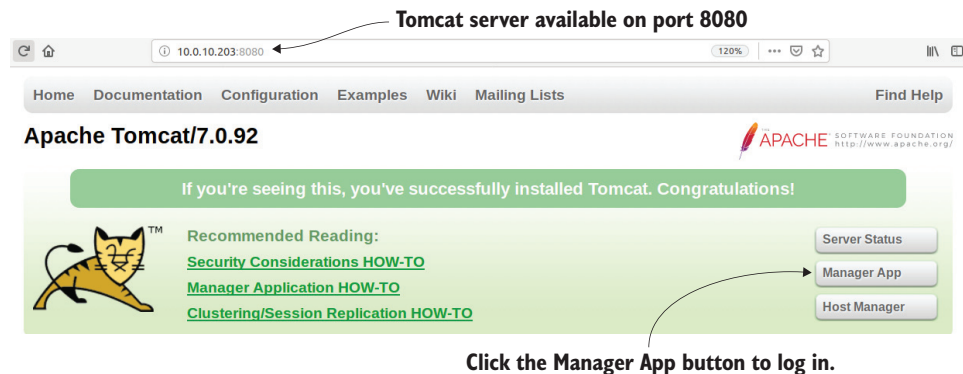 Tomcat server available on port 8080
10.0.10.203:8080
120%
Home Documentation Configuration Examples Wiki Mailing Lists Find Help
Apache Tomcat/7.0.92
THE
APACHE SOFTWARE FOUNDATION
http://www.apache.org/
If you're seeing this, you've successfully installed Tomcat. Congratulations!
TM
Recommended Reading:
Security Considerations HOW-TO
Manager Application HOW-TO
Clustering/Session Replication HOW-TO
Server Status
Manager App
Host Manager
Click the Manager App button to log in.